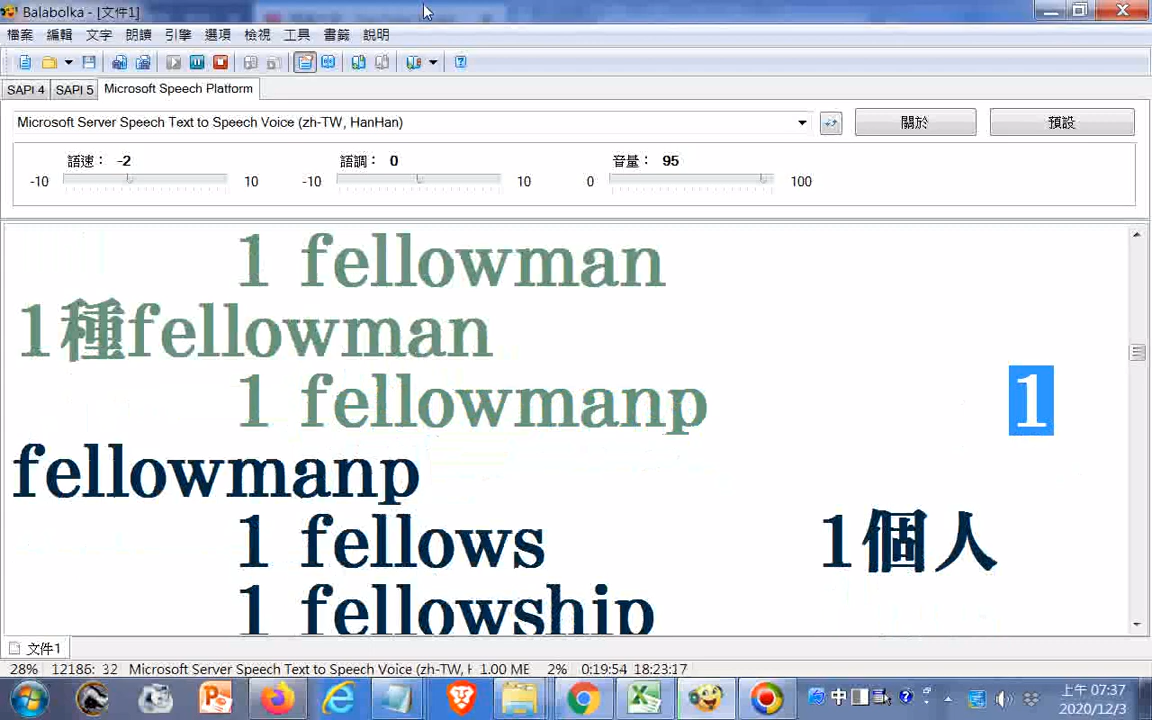 Balabolka - [文件1]
檔案 編輯 文字 朗讀 引擎 選項 檢視 工具 書籤 說明
SAPI 4 SAPI 5 Microsoft Speech Platform
Microsoft Server Speech Text to Speech Voice (zh-TW, HanHan) 關於 預設
語速： -2 語調： 0 音量： 95
-10 10 -10 10 0 100
1 fellowman
1種fellowman
1 fellowmanp 1
fellowmanp
1 fellows 1個人
1 fellowship
文件1
28% 12186: 32 Microsoft Server Speech Text to Speech Voice (zh-TW, H 1.00 ME 2% 0:19:54 18:23:17
中 上午 07:37
2020/12/3